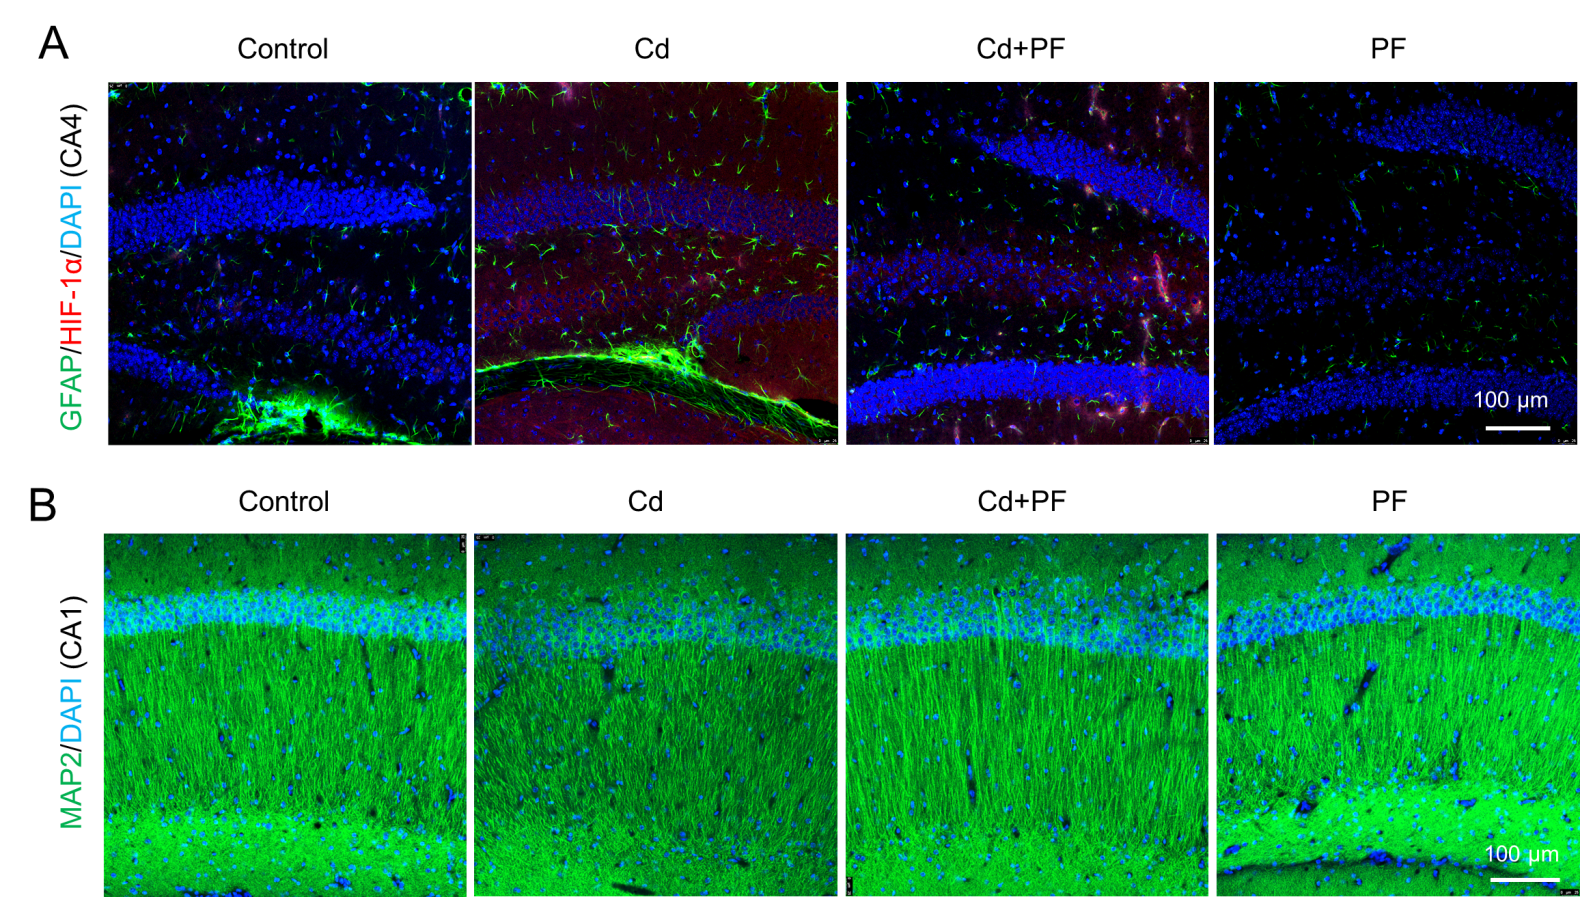 A
Control Cd Cd+PF PF
GFAP/HIF-1α/DAPI (CA4)
100 µm
B
Control Cd Cd+PF PF
MAP2/DAPI (CA1)
100 µm